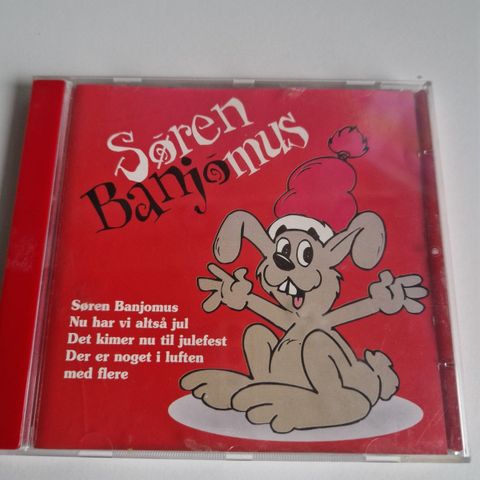 Søren
Banjomus
Søren Banjomus
Nu har vi altså jul
Det kimer nu til julefest
Der er noget i luften
med flere